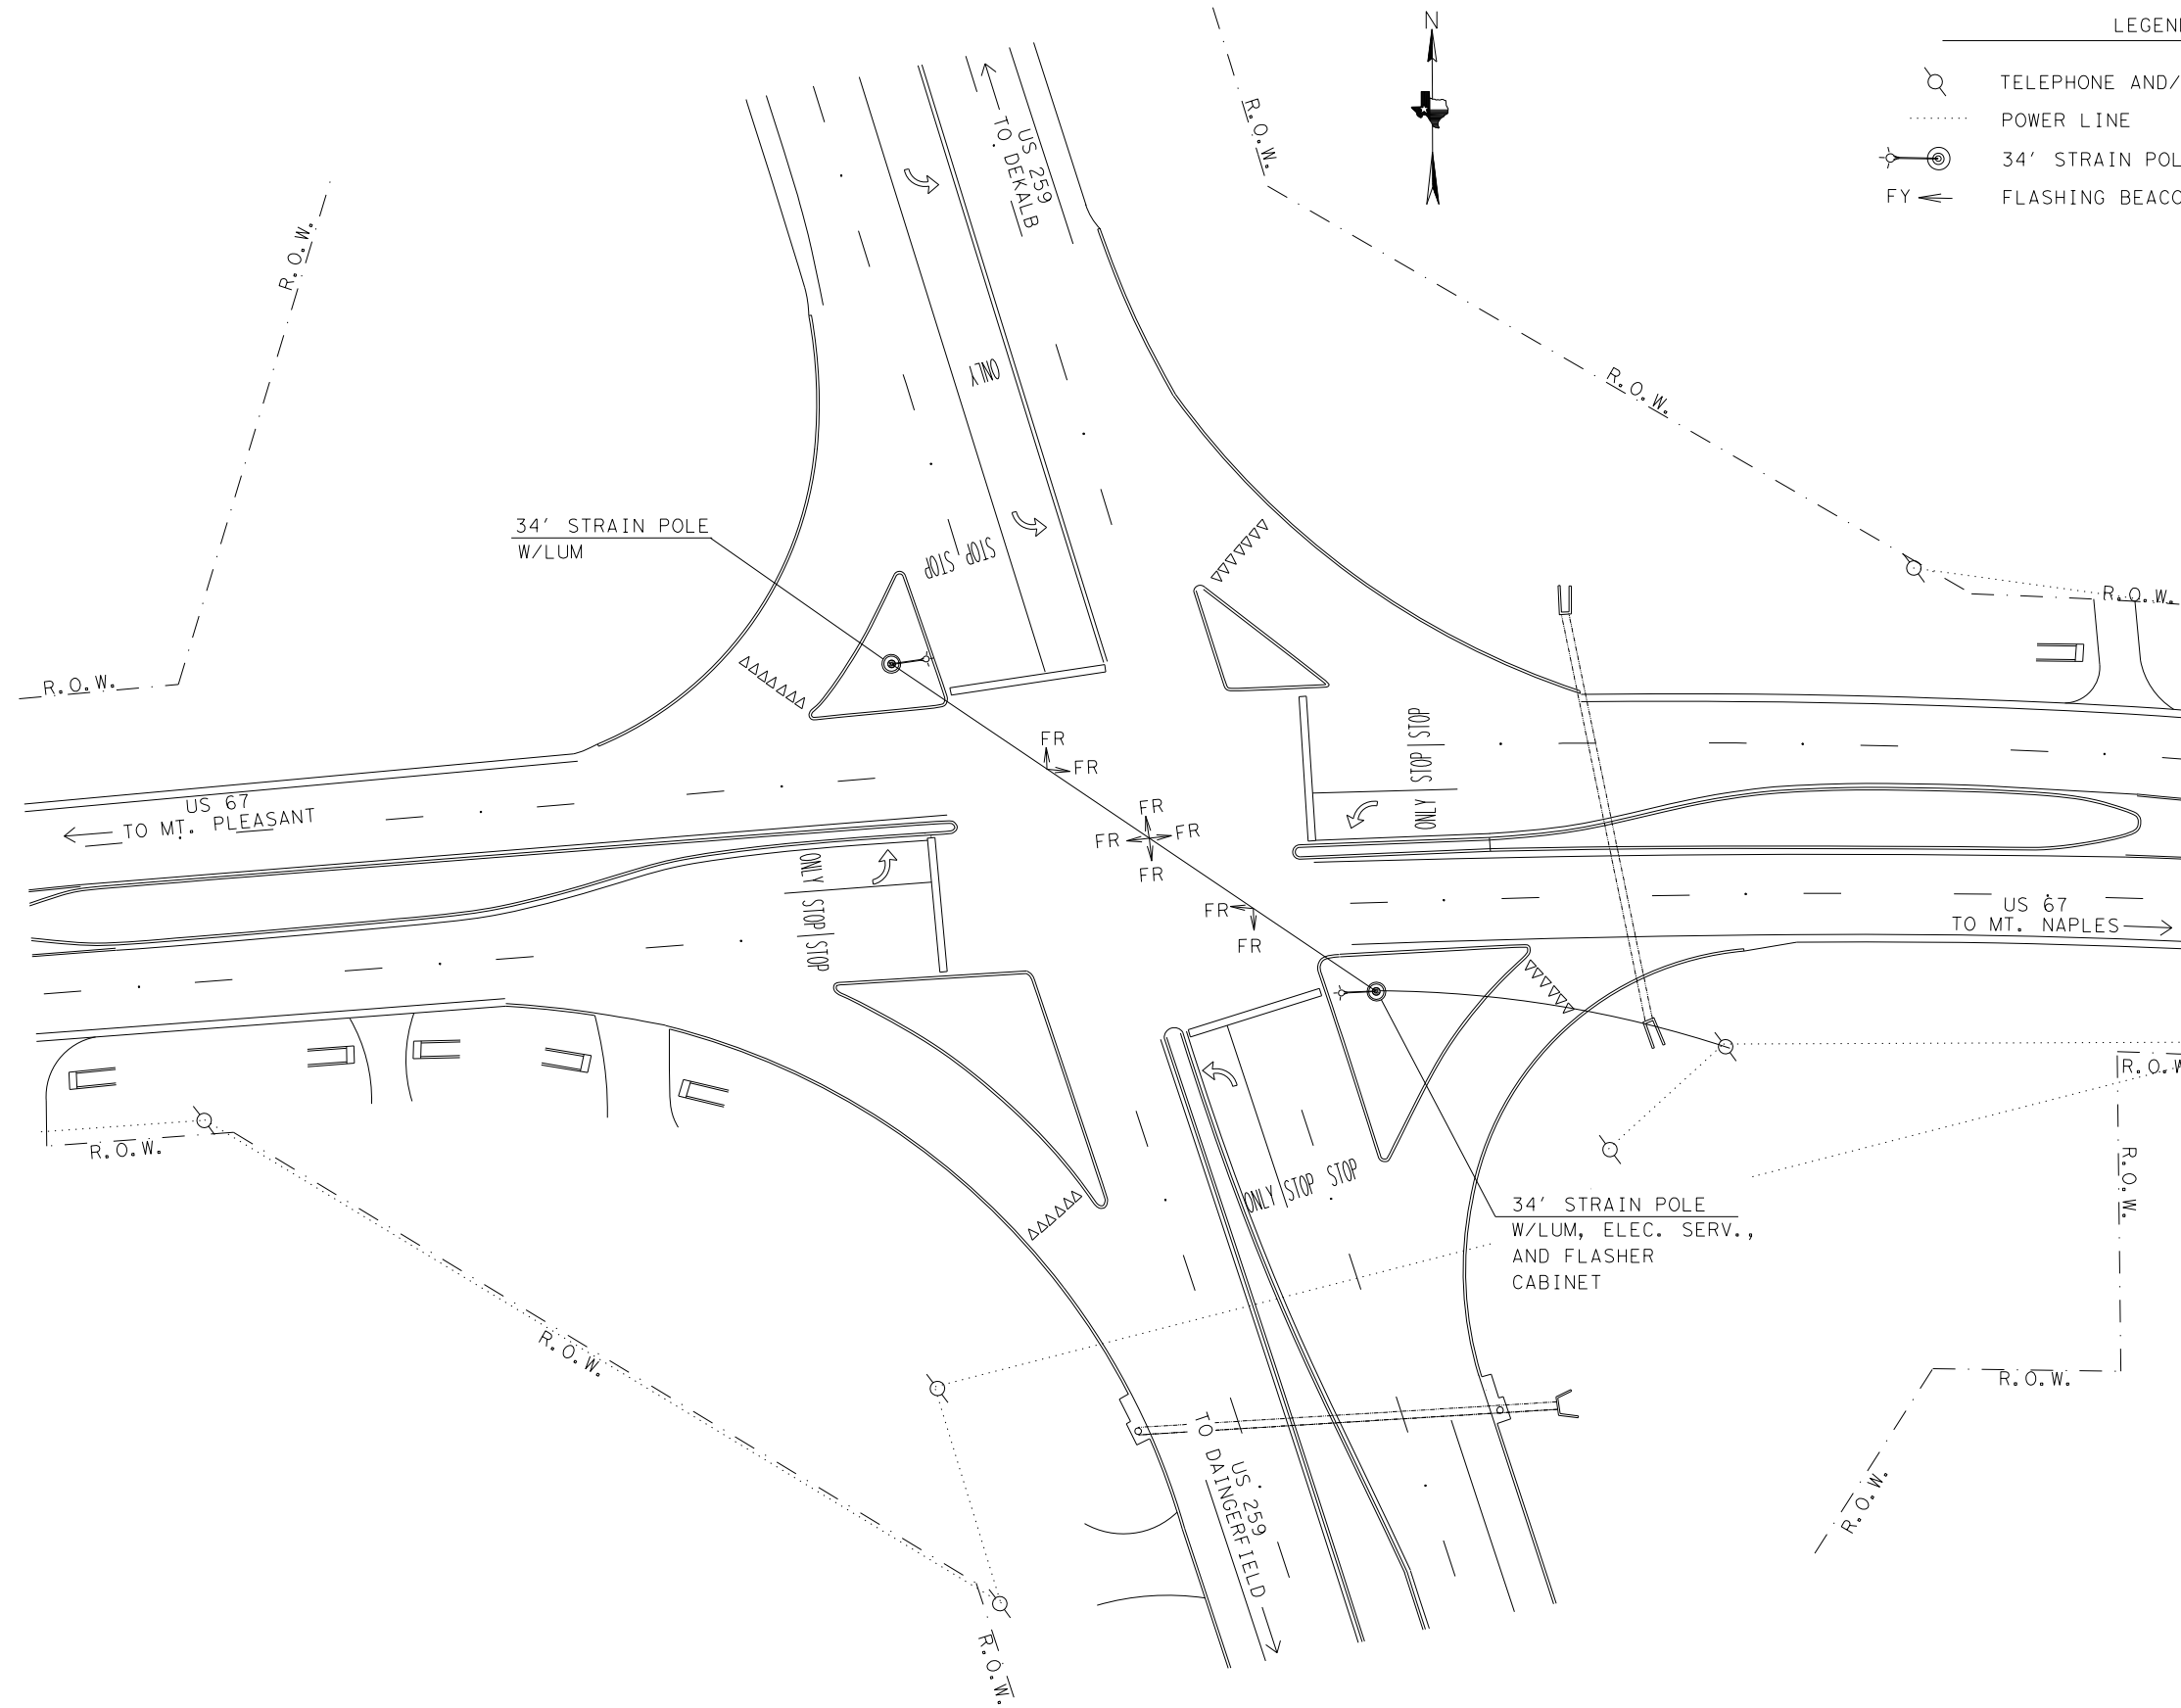 N
LEGEN
TELEPHONE AND/
POWER LINE
34' STRAIN POL
FY
FLASHING BEACO
R.O.W.
US 259
TO DEKALB
R.O.W.
R.O.W.
ONLY
34' STRAIN POLE
W/LUM
STOP STOP
R.O.W.
R.O.W.
STOP STOP
ONLY
FR
FR
US 67
TO MT. PLEASANT
FR
FR FR
FR
ONLY STOP STOP
FR
FR
US 67
TO MT. NAPLES
R.O.W
R.O.W.
R.O.W.
ONLY STOP STOP
34' STRAIN POLE
W/LUM, ELEC. SERV.,
AND FLASHER
CABINET
R.O.W.
R.O.W.
R.O.W.
US 259
TO DAINGERFIELD
R.O.W.